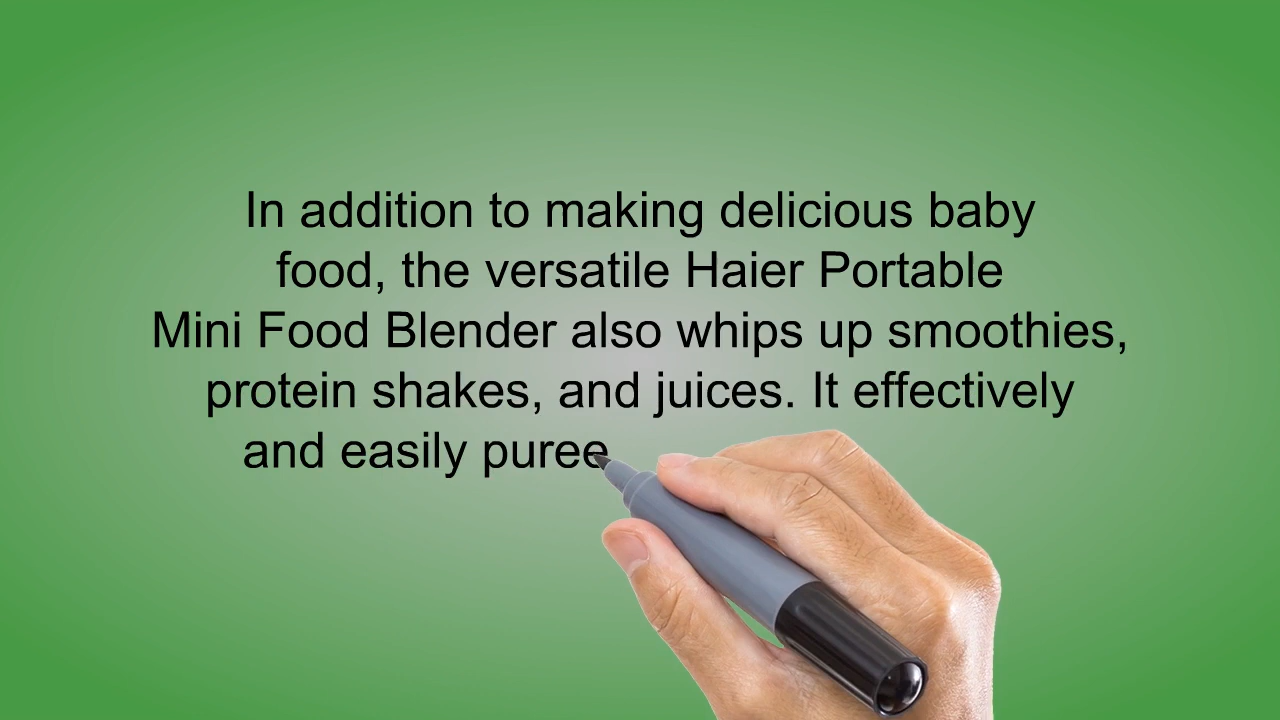 In addition to making delicious baby
food, the versatile Haier Portable
Mini Food Blender also whips up smoothies,
protein shakes, and juices. It effectively
and easily puree